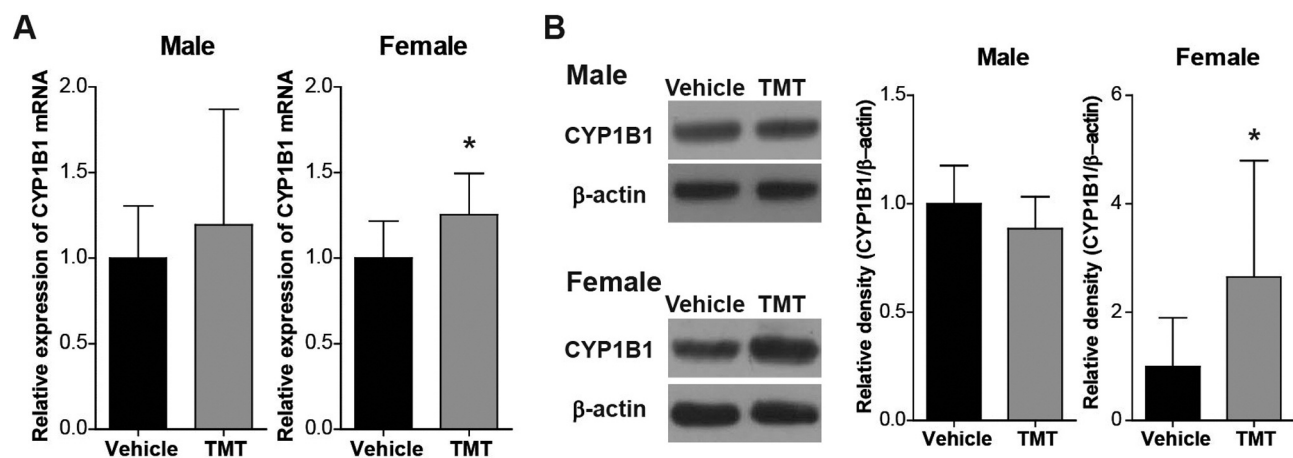 A
Male
Relative expression of CYP1B1 mRNA
2.0
1.5
1.0
0.5
0.0
Vehicle TMT
Female
Relative expression of CYP1B1 mRNA
2.0
1.5
1.0
0.5
0.0
*
Vehicle TMT
B
Male
Vehicle TMT
CYP1B1
β-actin
Female
Vehicle TMT
CYP1B1
β-actin
Male
Relative density (CYP1B1/β–actin)
1.5
1.0
0.5
0.0
Vehicle TMT
Female
Relative density (CYP1B1/β–actin)
6
4
2
0
*
Vehicle TMT